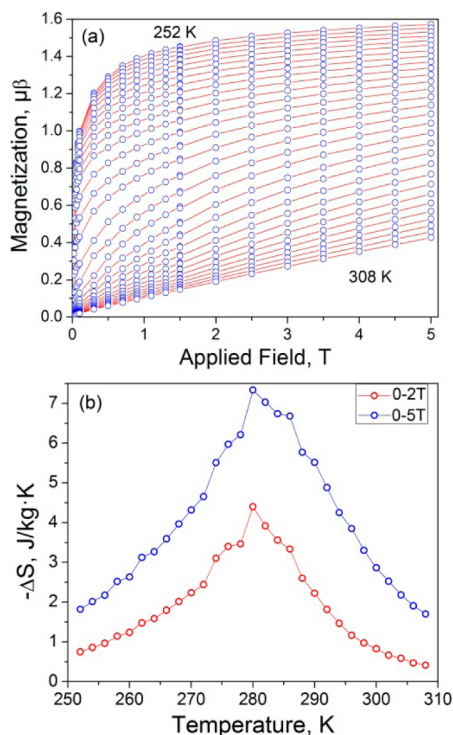 (a)
252 K
308 K
Magnetization, μβ
1.6
1.4
1.2
1.0
0.8
0.6
0.4
0.2
0.0
0 1 2 3 4 5
Applied Field, T
(b)
0-2T
0-5T
-ΔS, J/kg·K
7
6
5
4
3
2
1
0
250 260 270 280 290 300 310
Temperature, K